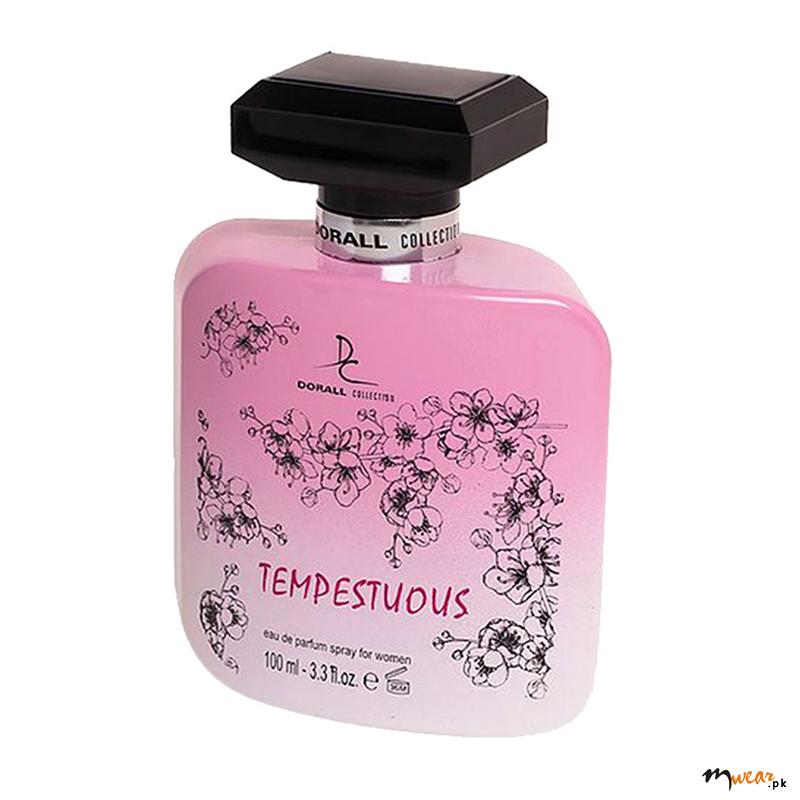 DORALL COLLECTION
DC
DORALL COLLECTION
TEMPESTUOUS
eau de parfum spray for women
100 ml - 3.3 fl.oz. e 36M
mwear.pk